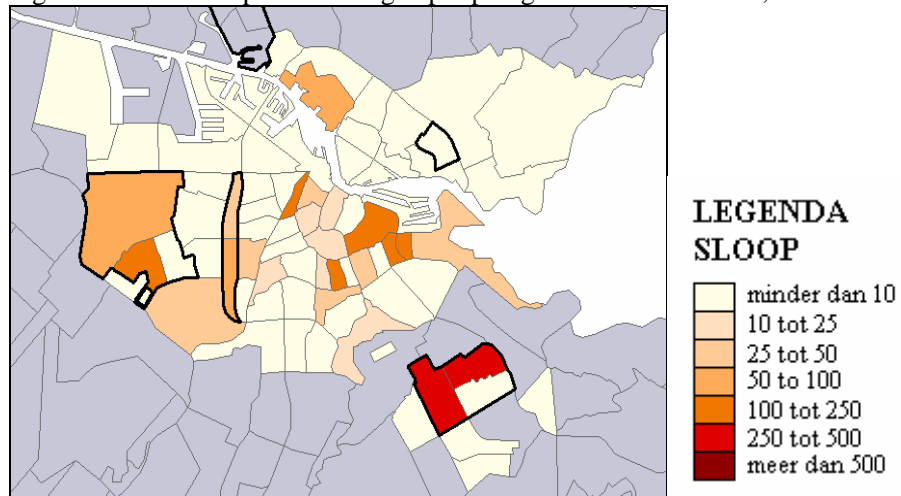 LEGENDA
SLOOP
minder dan 10
10 tot 25
25 tot 50
50 to 100
100 tot 250
250 tot 500
meer dan 500